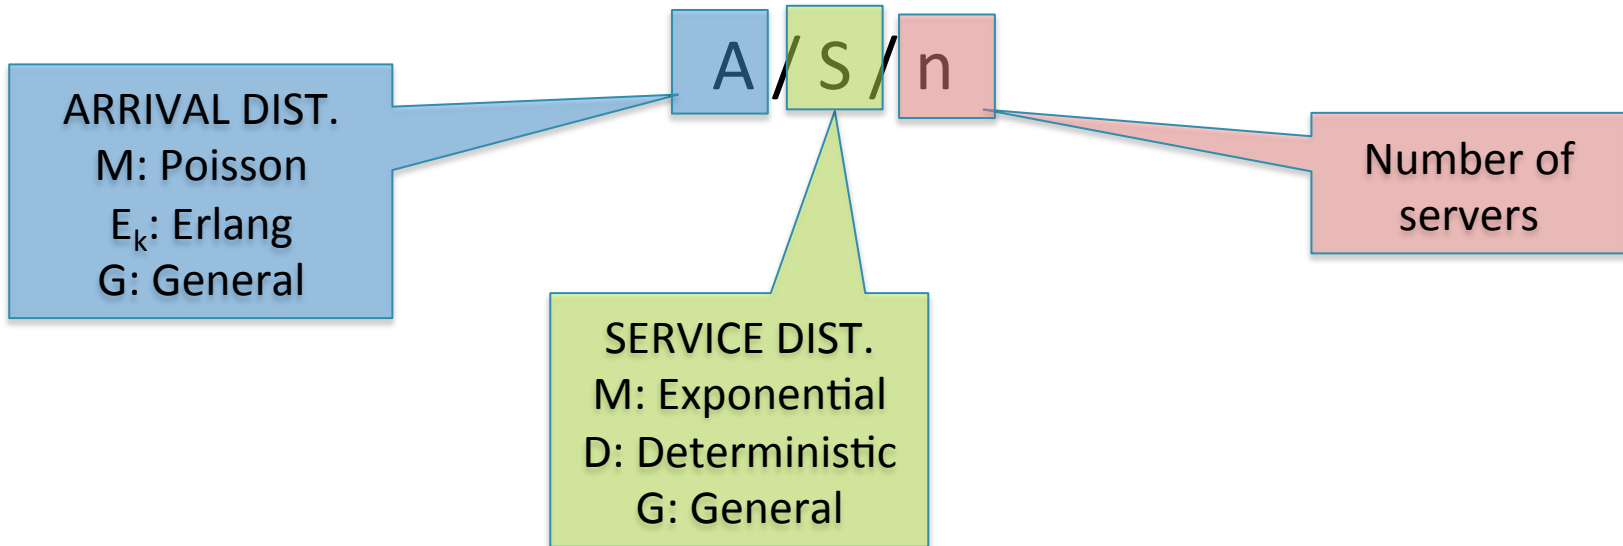 A / S / n
ARRIVAL DIST.
M: Poisson
Eₖ: Erlang
G: General
SERVICE DIST.
M: Exponential
D: Deterministic
G: General
Number of
servers